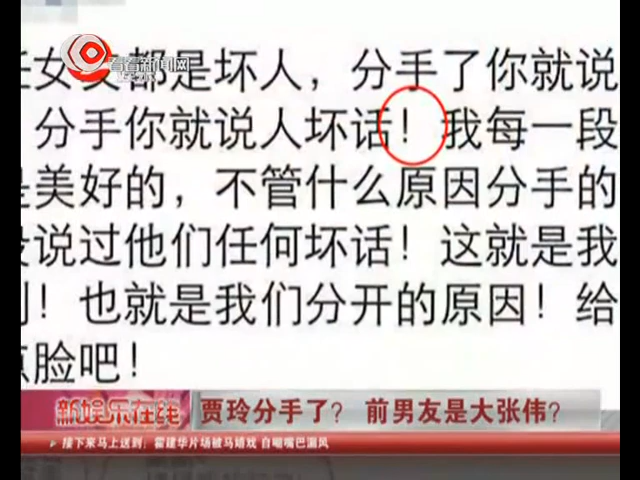 看看新闻网
任女友都是坏人，分手了你就说
分手你就说人坏话！我每一段
是美好的，不管什么原因分手的
没说过他们任何坏话！这就是我
则！也就是我们分开的原因！给
点脸吧！
新娱乐在线
贾玲分手了？ 前男友是大张伟？
接下来马上送到：霍建华片场被马嬉戏 自嘲嘴巴漏风